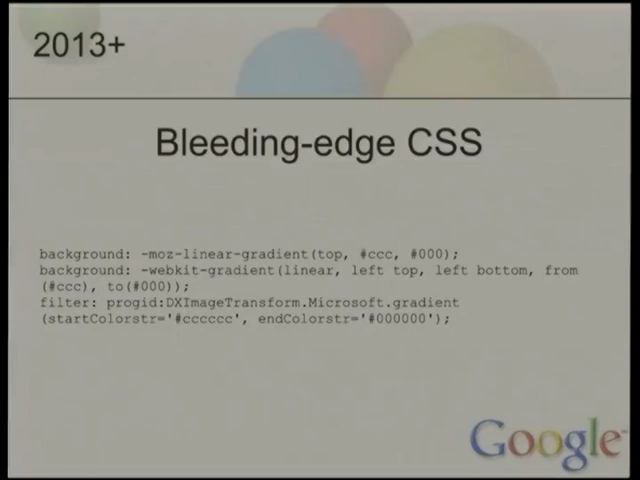 2013+
Bleeding-edge CSS
background: -moz-linear-gradient(top, #ccc, #000);
background: -webkit-gradient(linear, left top, left bottom, from
(#ccc), to(#000));
filter: progid:DXImageTransform.Microsoft.gradient
(startColorstr='#cccccc', endColorstr='#000000');
Google